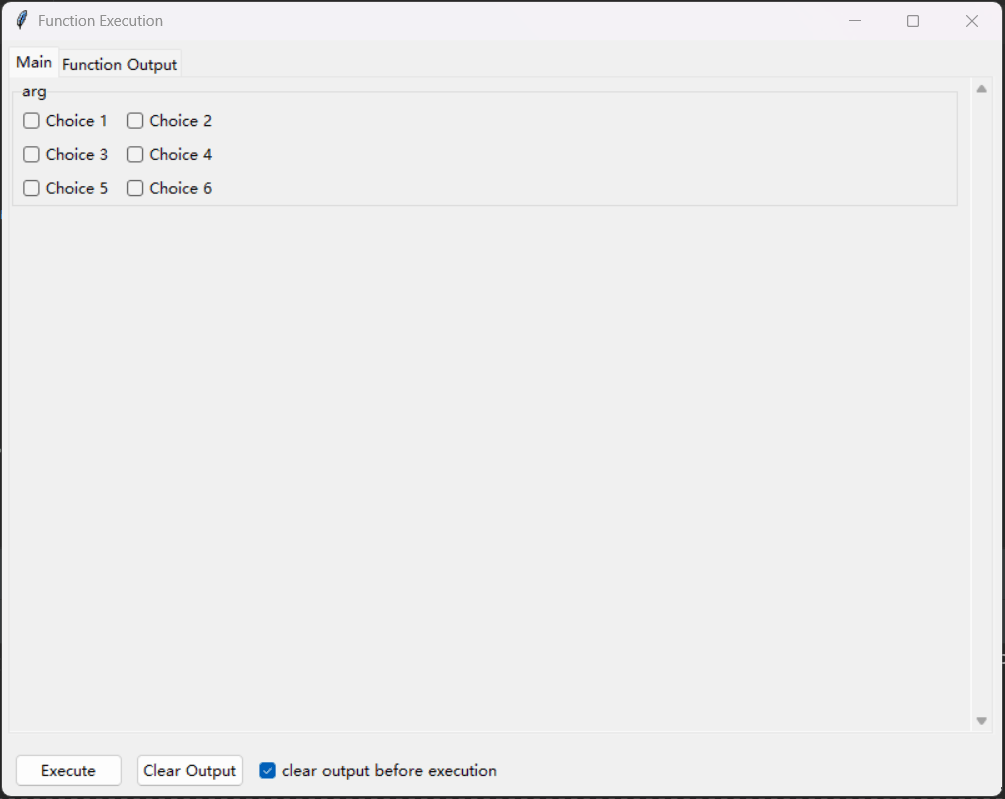 Function Execution
Main Function Output
arg
Choice 1 Choice 2
Choice 3 Choice 4
Choice 5 Choice 6
Execute Clear Output clear output before execution